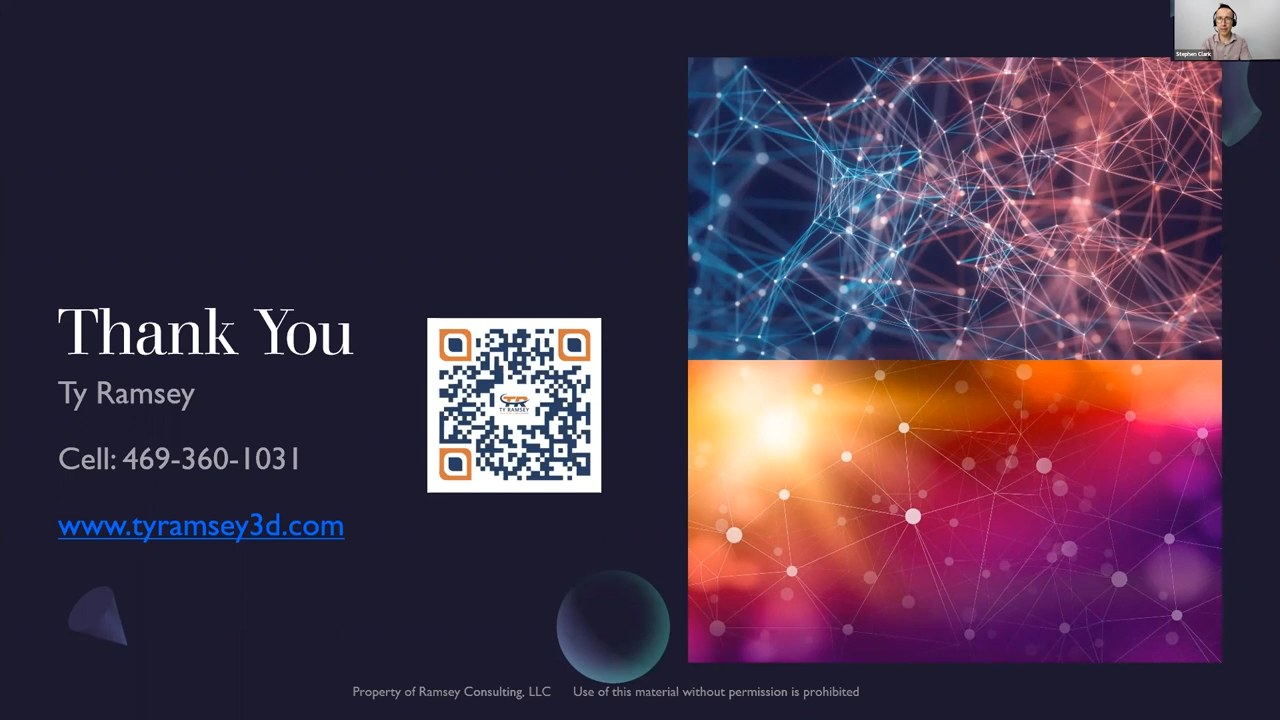 Stephen Clark
Thank You
Ty Ramsey
Cell: 469-360-1031
www.tyramsey3d.com
TR
TY RAMSEY
Property of Ramsey Consulting, LLC Use of this material without permission is prohibited